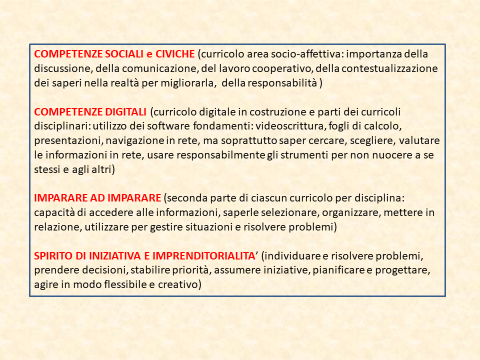 COMPETENZE SOCIALI e CIVICHE (curricolo area socio-affettiva: importanza della
discussione, della comunicazione, del lavoro cooperativo, della contestualizzazione
dei saperi nella realtà per migliorarla, della responsabilità )
COMPETENZE DIGITALI (curricolo digitale in costruzione e parti dei curricoli
disciplinari: utilizzo dei software fondamenti: videoscrittura, fogli di calcolo,
presentazioni, navigazione in rete, ma soprattutto saper cercare, scegliere, valutare
le informazioni in rete, usare responsabilmente gli strumenti per non nuocere a se
stessi e agli altri)
IMPARARE AD IMPARARE (seconda parte di ciascun curricolo per disciplina:
capacità di accedere alle informazioni, saperle selezionare, organizzare, mettere in
relazione, utilizzare per gestire situazioni e risolvere problemi)
SPIRITO DI INIZIATIVA E IMPRENDITORIALITA’ (individuare e risolvere problemi,
prendere decisioni, stabilire priorità, assumere iniziative, pianificare e progettare,
agire in modo flessibile e creativo)